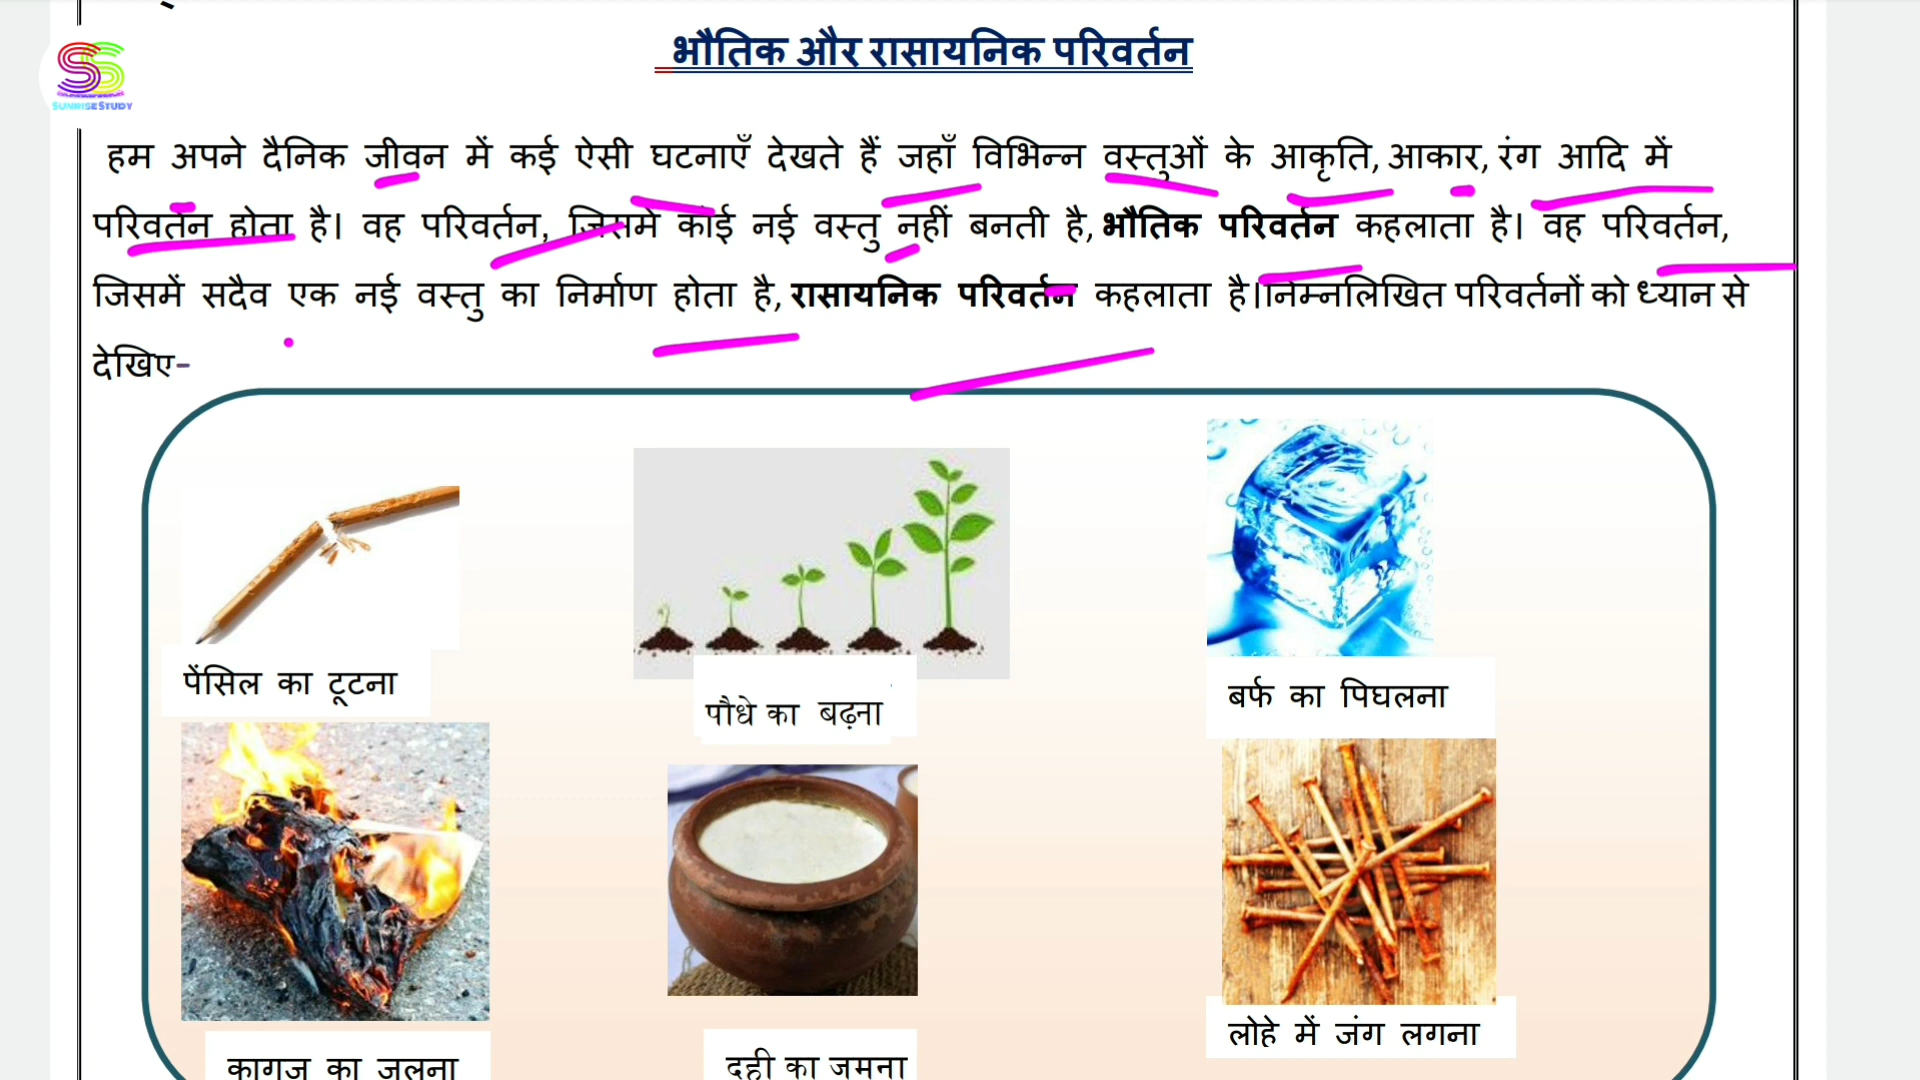 SUNRISE STUDY
भौतिक और रासायनिक परिवर्तन
हम अपने दैनिक जीवन में कई ऐसी घटनाएँ देखते हैं जहाँ विभिन्न वस्तुओं के आकृति, आकार, रंग आदि में
परिवर्तन होता है। वह परिवर्तन, जिसमें कोई नई वस्तु नहीं बनती है, भौतिक परिवर्तन कहलाता है। वह परिवर्तन,
जिसमें सदैव एक नई वस्तु का निर्माण होता है, रासायनिक परिवर्तन कहलाता है।निम्नलिखित परिवर्तनों को ध्यान से
देखिए-
पेंसिल का टूटना
पौधे का बढ़ना
बर्फ का पिघलना
कागज का जलना
दही का जमना
लोहे में जंग लगना